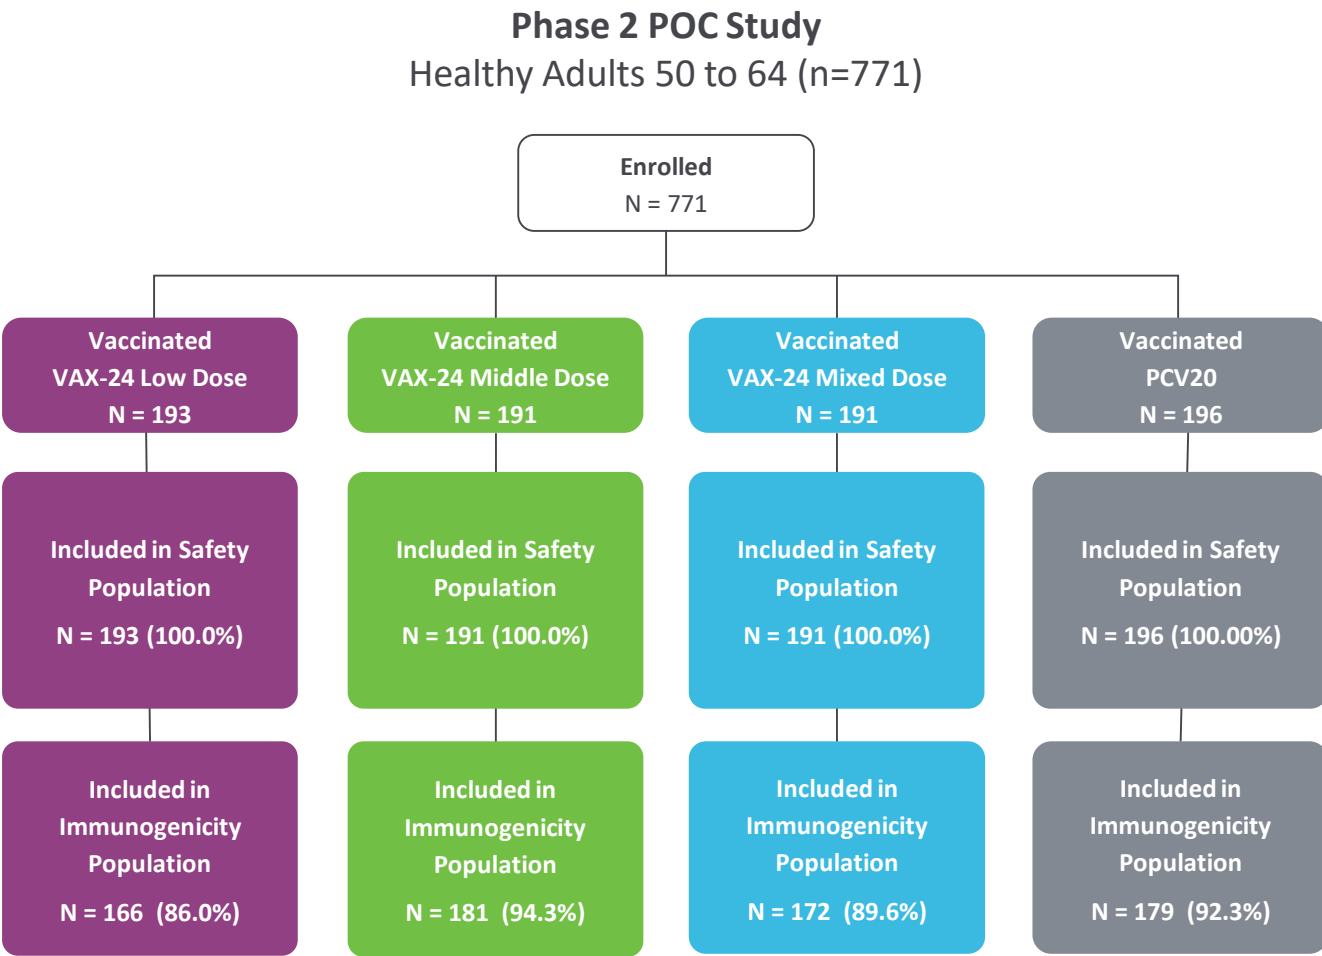 Phase 2 POC Study
Healthy Adults 50 to 64 (n=771)
Enrolled
N = 771
Vaccinated
VAX-24 Low Dose
N = 193
Vaccinated
VAX-24 Middle Dose
N = 191
Vaccinated
VAX-24 Mixed Dose
N = 191
Vaccinated
PCV20
N = 196
Included in Safety
Population
N = 193 (100.0%)
Included in Safety
Population
N = 191 (100.0%)
Included in Safety
Population
N = 191 (100.0%)
Included in Safety
Population
N = 196 (100.00%)
Included in
Immunogenicity
Population
N = 166 (86.0%)
Included in
Immunogenicity
Population
N = 181 (94.3%)
Included in
Immunogenicity
Population
N = 172 (89.6%)
Included in
Immunogenicity
Population
N = 179 (92.3%)